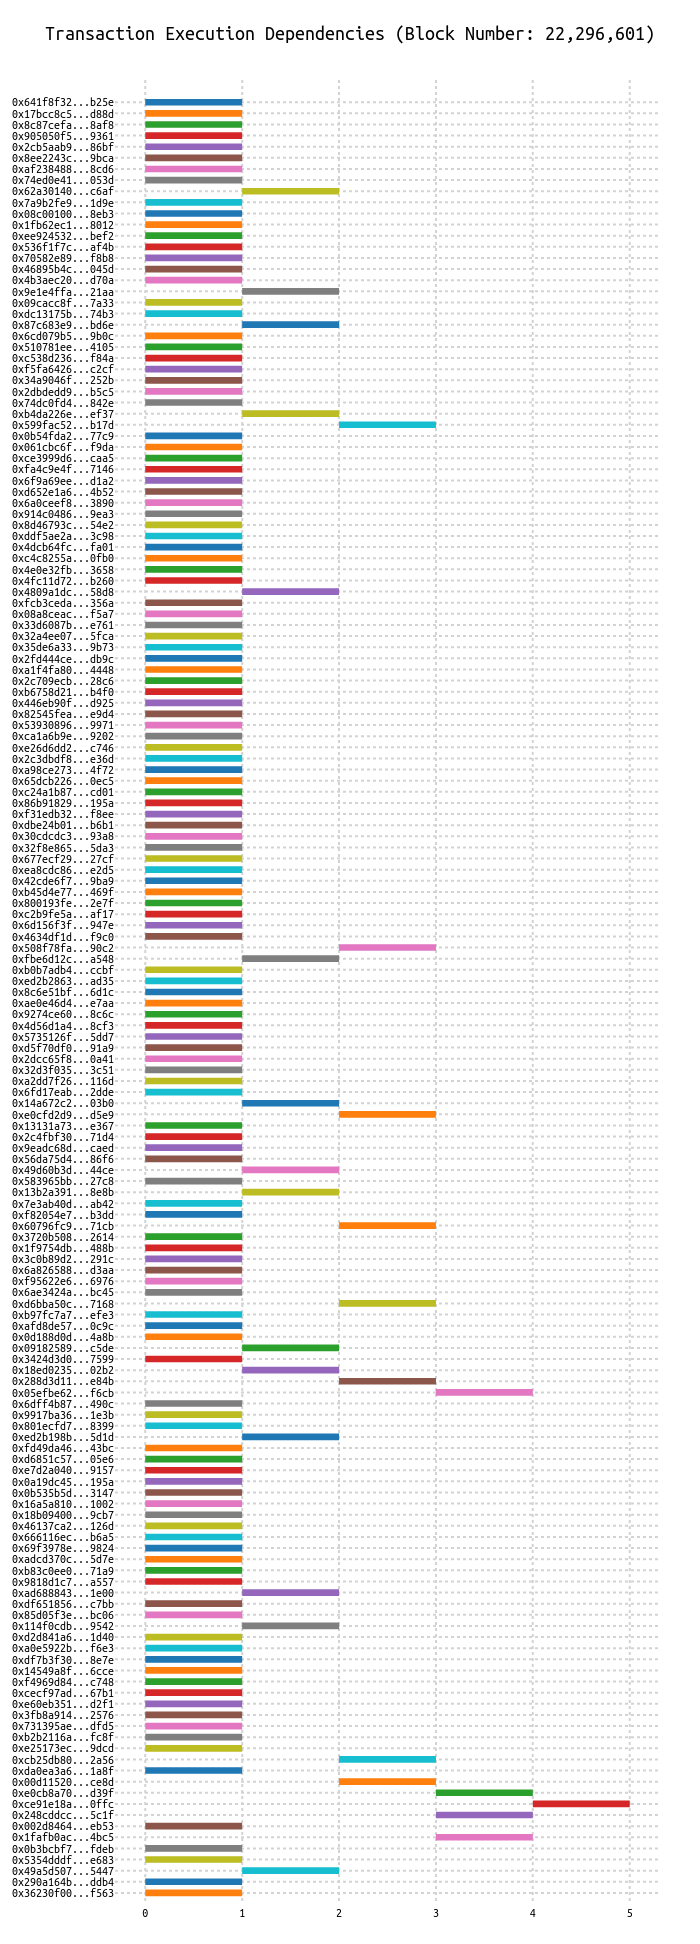 Transaction Execution Dependencies (Block Number: 22,296,601)
0x641f8f32...b25e
0x17bcc8c5...d88d
0x8c87cefa...8af8
0x905050f5...9361
0x2cb5aab9...86bf
0x8ee2243c...9bca
0xaf238488...8cd6
0x74ed0e41...053d
0x62a30140...c6af
0x7a9b2fe9...1d9e
0x08c00100...8eb3
0x1fb62ec1...8012
0xee924532...bef2
0x536f1f7c...af4b
0x70582e89...f8b8
0x46895b4c...045d
0x4b3aec20...d70a
0x9e1e4ffa...21aa
0x09cacc8f...7a33
0xdc13175b...74b3
0x87c683e9...bd6e
0x6cd079b5...9b0c
0x510781ee...4105
0xc538d236...f84a
0xf5fa6426...c2cf
0x34a9046f...252b
0x2dbdedd9...b5c5
0x74dc0fd4...842e
0xb4da226e...ef37
0x599fac52...b17d
0x0b54fda2...77c9
0x061cbc6f...f9da
0xce3999d6...caa5
0xfa4c9e4f...7146
0x6f9a69ee...d1a2
0xd652e1a6...4b52
0x6a0ceef8...3890
0x914c0486...9ea3
0x8d46793c...54e2
0xddf5ae2a...3c98
0x4dcb64fc...fa01
0xc4c8255a...0fb0
0x4e0e32fb...3658
0x4fc11d72...b260
0x4809a1dc...58d8
0xfcb3ceda...356a
0x08a8ceac...f5a7
0x33d6087b...e761
0x32a4ee07...5fca
0x35de6a33...9b73
0x2fd444ce...db9c
0xa1f4fa80...4448
0x2c709ecb...28c6
0xb6758d21...b4f0
0x446eb90f...d925
0x82545fea...e9d4
0x53930896...9971
0xca1a6b9e...9202
0xe26d6dd2...c746
0x2c3dbdf8...e36d
0xa98ce273...4f72
0x65dcb226...0ec5
0xc24a1b87...cd01
0x86b91829...195a
0xf31edb32...f8ee
0xdbe24b01...b6b1
0x30cdcdc3...93a8
0x32f8e865...5da3
0x677ecf29...27cf
0xea8cdc86...e2d5
0x42cde6f7...9ba9
0xb45d4e77...469f
0x800193fe...2e7f
0xc2b9fe5a...af17
0x6d156f3f...947e
0x4634df1d...f9c0
0x508f78fa...90c2
0xfbe6d12c...a548
0xb0b7adb4...ccbf
0xed2b2863...ad35
0x8c6e51bf...6d1c
0xae0e46d4...e7aa
0x9274ce60...8c6c
0x4d56d1a4...8cf3
0x5735126f...5dd7
0xd5f70df0...91a9
0x2dcc65f8...0a41
0x32d3f035...3c51
0xa2dd7f26...116d
0x6fd17eab...2dde
0x14a672c2...03b0
0xe0cfd2d9...d5e9
0x13131a73...e367
0x2c4fbf30...71d4
0x9eadc68d...caed
0x56da75d4...86f6
0x49d60b3d...44ce
0x583965bb...27c8
0x13b2a391...8e8b
0x7e3ab40d...ab42
0xf82054e7...b3dd
0x60796fc9...71cb
0x3720b508...2614
0x1f9754db...488b
0x3c0b89d2...291c
0x6a826588...d3aa
0xf95622e6...6976
0x6ae3424a...bc45
0xd6bba50c...7168
0xb97fc7a7...efe3
0xafd8de57...0c9c
0x0d188d0d...4a8b
0x09182589...c5de
0x3424d3d0...7599
0x18ed0235...02b2
0x288d3d11...e84b
0x05efbe62...f6cb
0x6dff4b87...490c
0x9917ba36...1e3b
0x801ecfd7...8399
0xed2b198b...5d1d
0xfd49da46...43bc
0xd6851c57...05e6
0xe7d2a040...9157
0x0a19dc45...195a
0x0b535b5d...3147
0x16a5a810...1002
0x18b09400...9cb7
0x46137ca2...126d
0x666116ec...b6a5
0x69f3978e...9824
0xadcd370c...5d7e
0xb83c0ee0...71a9
0x9818d1c7...a557
0xad688843...1e00
0xdf651856...c7bb
0x85d05f3e...bc06
0x114f0cdb...9542
0xd2d841a6...1d40
0xa0e5922b...f6e3
0xdf7b3f30...8e7e
0x14549a8f...6cce
0xf4969d84...c748
0xcecf97ad...67b1
0xe60eb351...d2f1
0x3fb8a914...2576
0x731395ae...dfd5
0xb2b2116a...fc8f
0xe25173ec...9dcd
0xcb25db80...2a56
0xda0ea3a6...1a8f
0x00d11520...ce8d
0xe0cb8a70...d39f
0xce91e18a...0ffc
0x248cddcc...5c1f
0x002d8464...eb53
0x1fafb0ac...4bc5
0x0b3bcbf7...fdeb
0x5354dddf...e683
0x49a5d507...5447
0x290a164b...ddb4
0x36230f00...f563
0 1 2 3 4 5